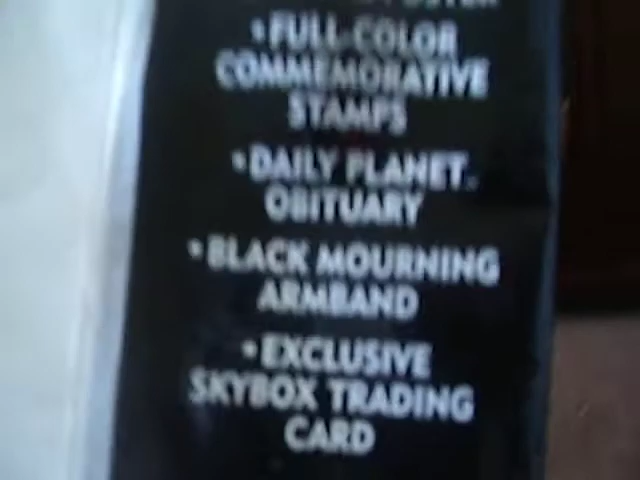 •FULL-COLOR
COMMEMORATIVE
STAMPS
•DAILY PLANET
OBITUARY
•BLACK MOURNING
ARMBAND
•EXCLUSIVE
SKYBOX TRADING
CARD